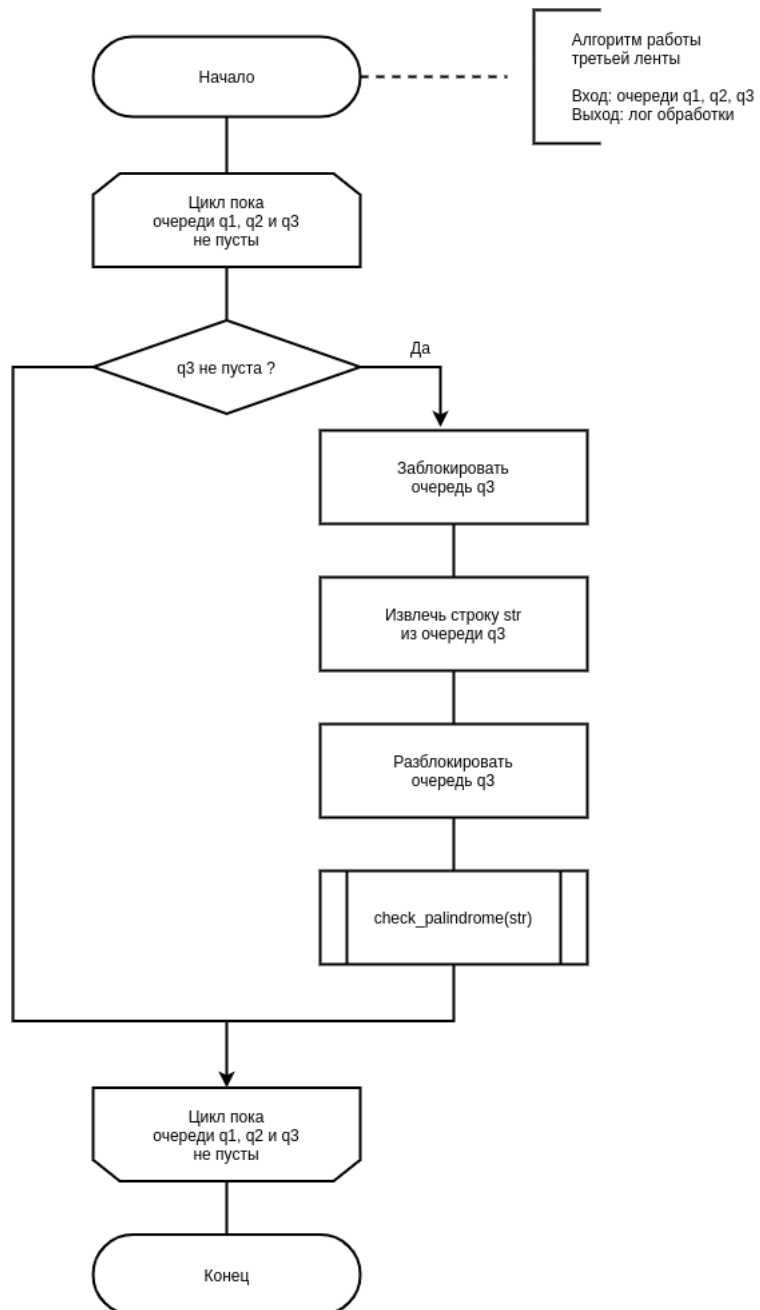 Начало
Алгоритм работы
третьей ленты
Вход: очереди q1, q2, q3
Выход: лог обработки
Цикл пока
очереди q1, q2 и q3
не пусты
q3 не пуста ?
Да
Заблокировать
очередь q3
Извлечь строку str
из очереди q3
Разблокировать
очередь q3
check_palindrome(str)
Цикл пока
очереди q1, q2 и q3
не пусты
Конец